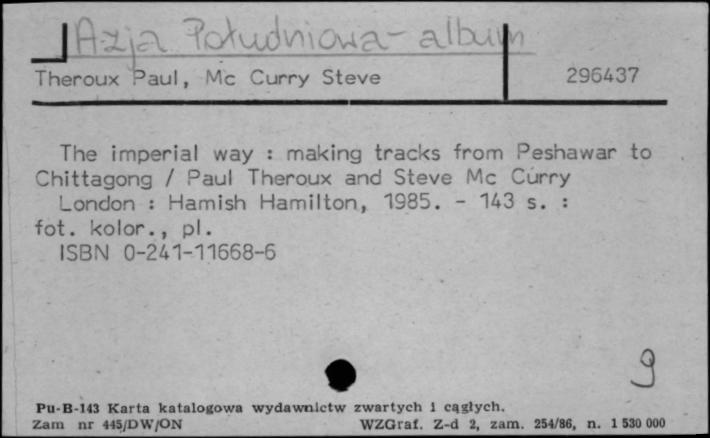 Azja Południowa - album
Theroux Paul, Mc Curry Steve 296437
The imperial way : making tracks from Peshawar to
Chittagong / Paul Theroux and Steve Mc Curry
London : Hamish Hamilton, 1985. - 143 s. :
fot. kolor., pl.
ISBN 0-241-11668-6
g
Pu-B-143 Karta katalogowa wydawnictw zwartych i cągłych.
Zam nr 445/DW/ON WZGraf. Z-d 2, zam. 254/86, n. 1 530 000